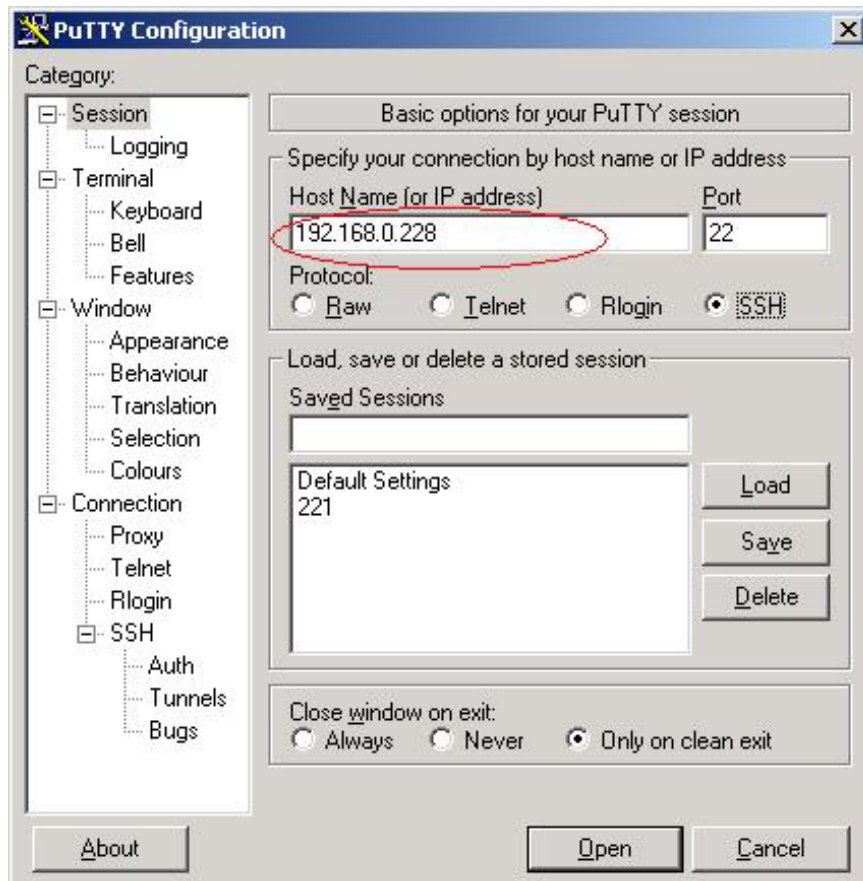 PuTTY Configuration
Category:
Session
Logging
Terminal
Keyboard
Bell
Features
Window
Appearance
Behaviour
Translation
Selection
Colours
Connection
Proxy
Telnet
Rlogin
SSH
Auth
Tunnels
Bugs
Basic options for your PuTTY session
Specify your connection by host name or IP address
Host Name (or IP address) Port
192.168.0.228 22
Protocol:
Raw Telnet Rlogin SSH
Load, save or delete a stored session
Saved Sessions
Default Settings
221
Load
Save
Delete
Close window on exit:
Always Never Only on clean exit
About Open Cancel